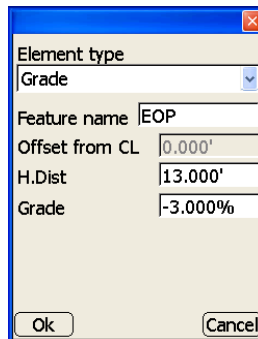 Element type
Grade
Feature name EOP
Offset from CL 0.000'
H.Dist 13.000'
Grade -3.000%
Ok Cancel